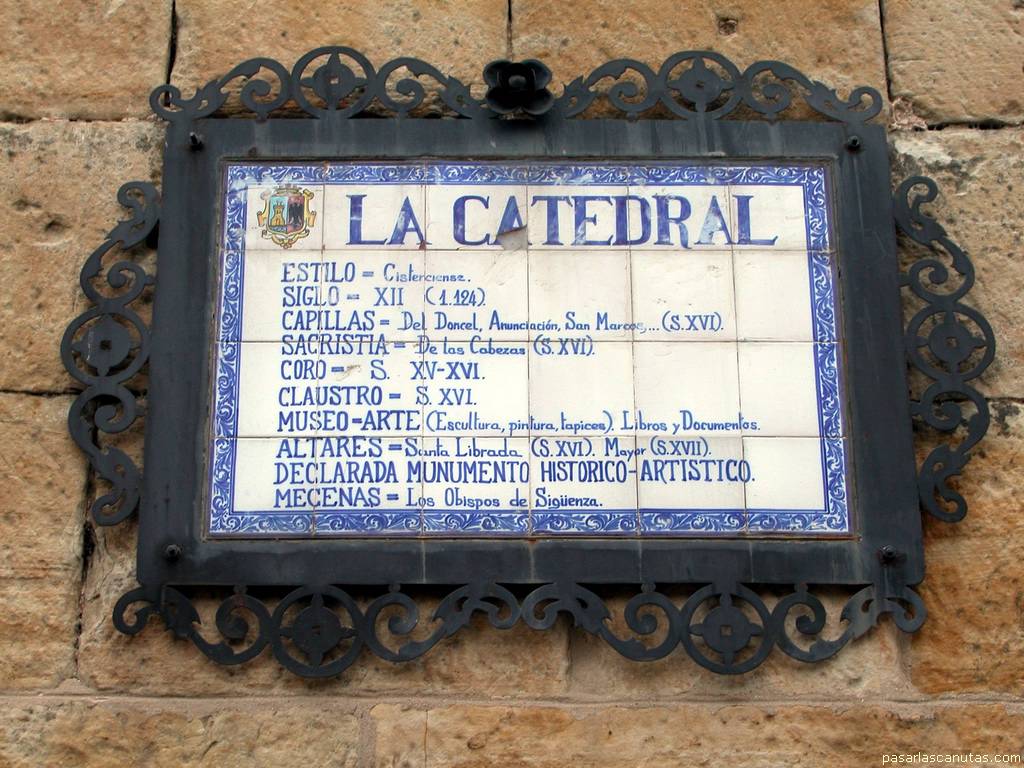 LA CATEDRAL
ESTILO = Cisterciense.
SIGLO = XII (1.124).
CAPILLAS = Del Doncel, Anunciación, San Marcos,...(S.XVI).
SACRISTIA = De las Cabezas (S.XVI).
CORO = S. XV-XVI.
CLAUSTRO = S. XVI.
MUSEO=ARTE (Escultura, pintura, tapices). Libros y Documentos.
ALTARES = Santa Librada (S.XVI). Mayor (S.XVII).
DECLARADA MUNUMENTO HISTORICO-ARTISTICO.
MECENAS = Los Obispos de Sigüenza.
pasarlascanutas.com